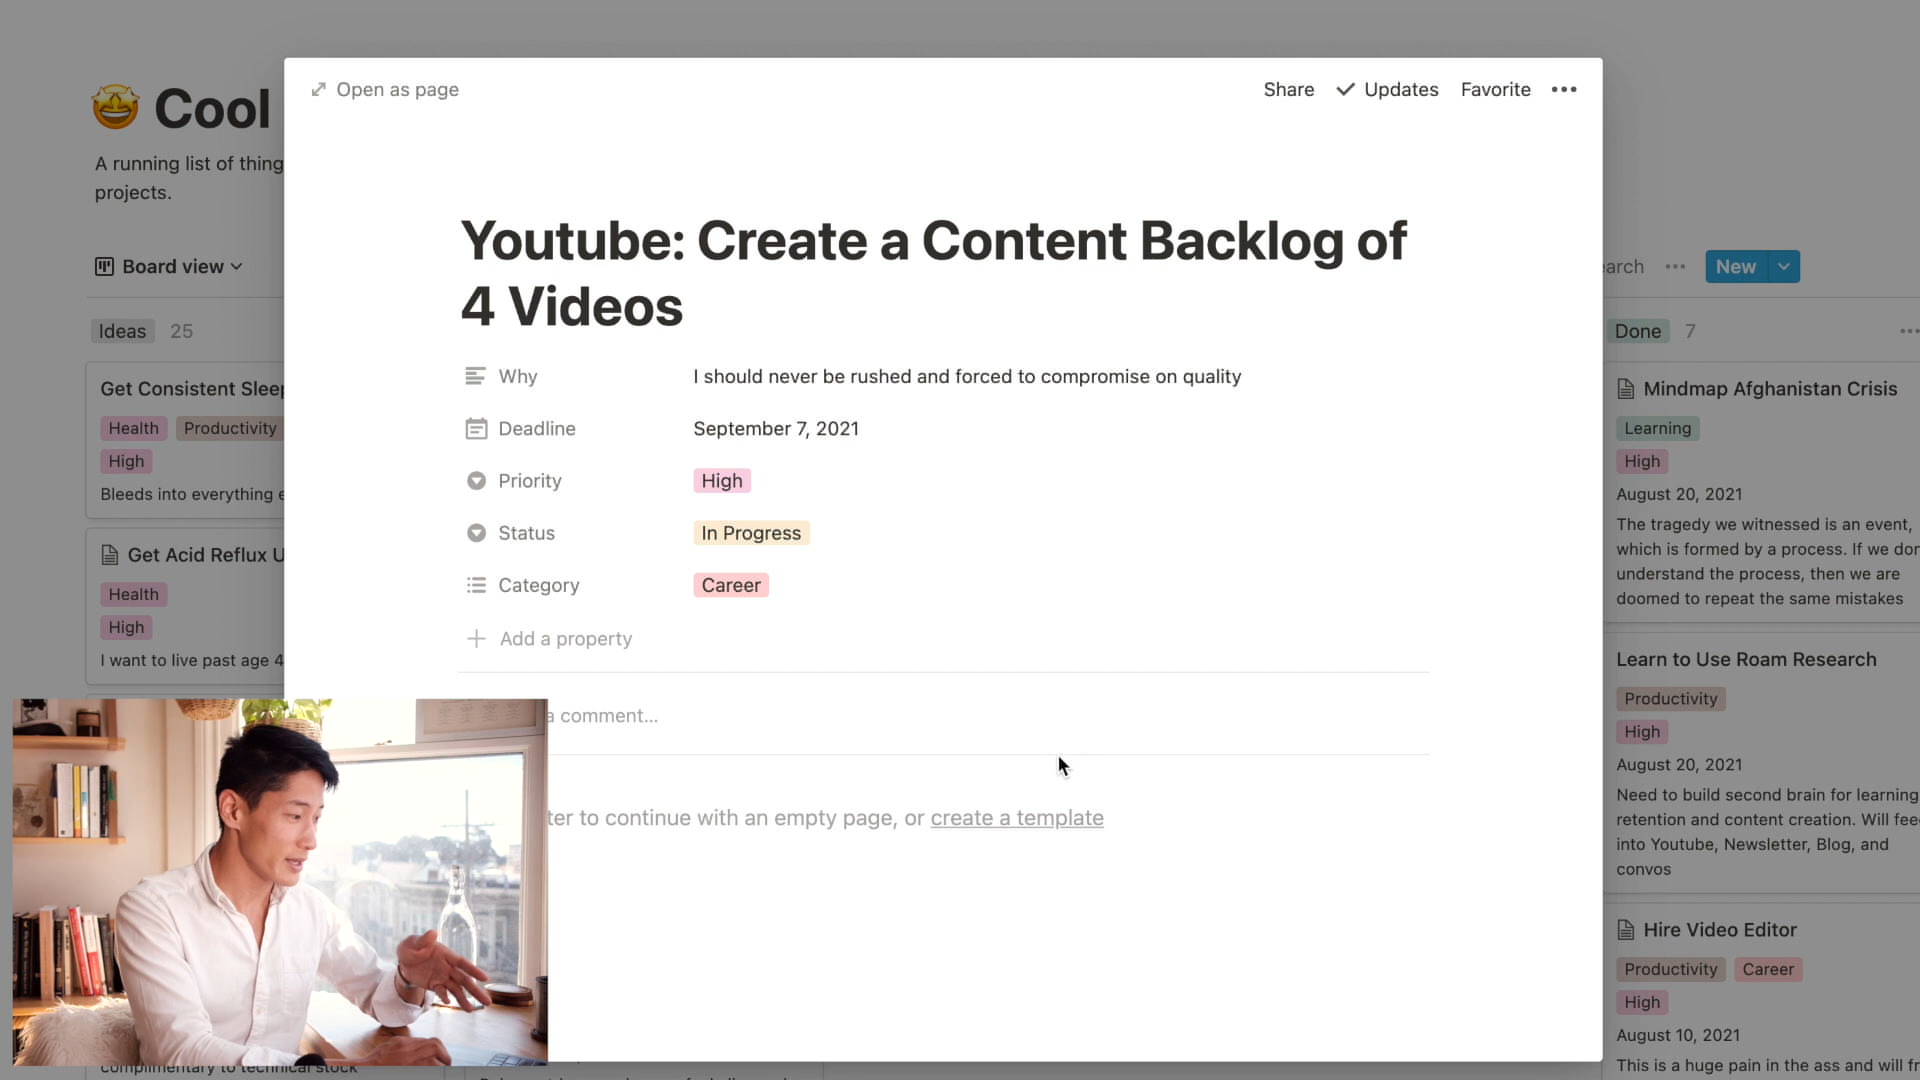 Open as page
Share
Updates
Favorite
Cool
A running list of thing
projects.
Board view
earch
New
Ideas 25
Get Consistent Sleep
Health Productivity
High
Bleeds into everything e
Get Acid Reflux U
Health
High
I want to live past age 4
Youtube: Create a Content Backlog of
4 Videos
Why I should never be rushed and forced to compromise on quality
Deadline September 7, 2021
Priority High
Status In Progress
Category Career
Add a property
a comment...
ter to continue with an empty page, or create a template
Done 7
Mindmap Afghanistan Crisis
Learning
High
August 20, 2021
The tragedy we witnessed is an event,
which is formed by a process. If we don
understand the process, then we are
doomed to repeat the same mistakes
Learn to Use Roam Research
Productivity
High
August 20, 2021
Need to build second brain for learning
retention and content creation. Will fee
into Youtube, Newsletter, Blog, and
convos
Hire Video Editor
Productivity Career
High
August 10, 2021
This is a huge pain in the ass and will fr
complimentary to technical stock